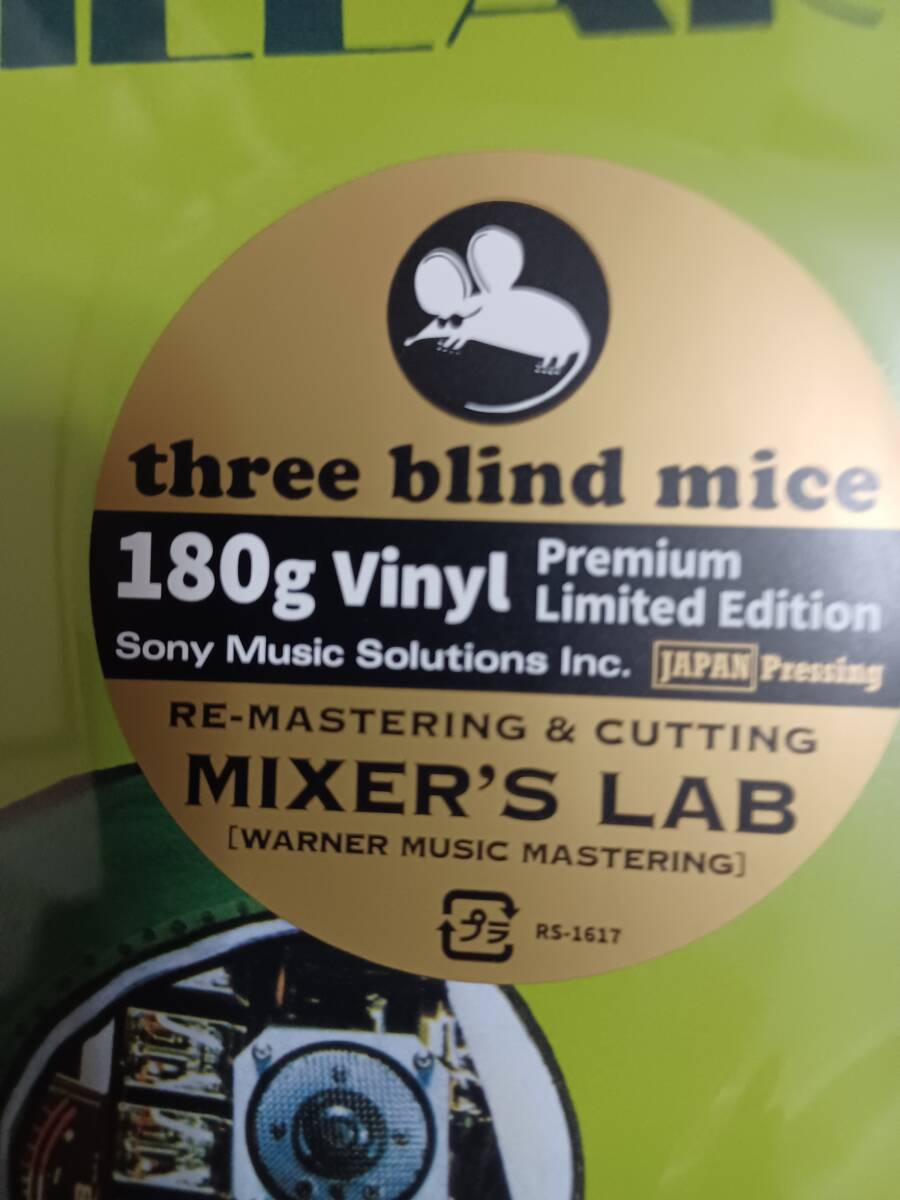 three blind mice
180g Vinyl
Premium
Limited Edition
Sony Music Solutions Inc.
JAPAN Pressing
RE-MASTERING & CUTTING
MIXER'S LAB
[WARNER MUSIC MASTERING]
プラ
RS-1617